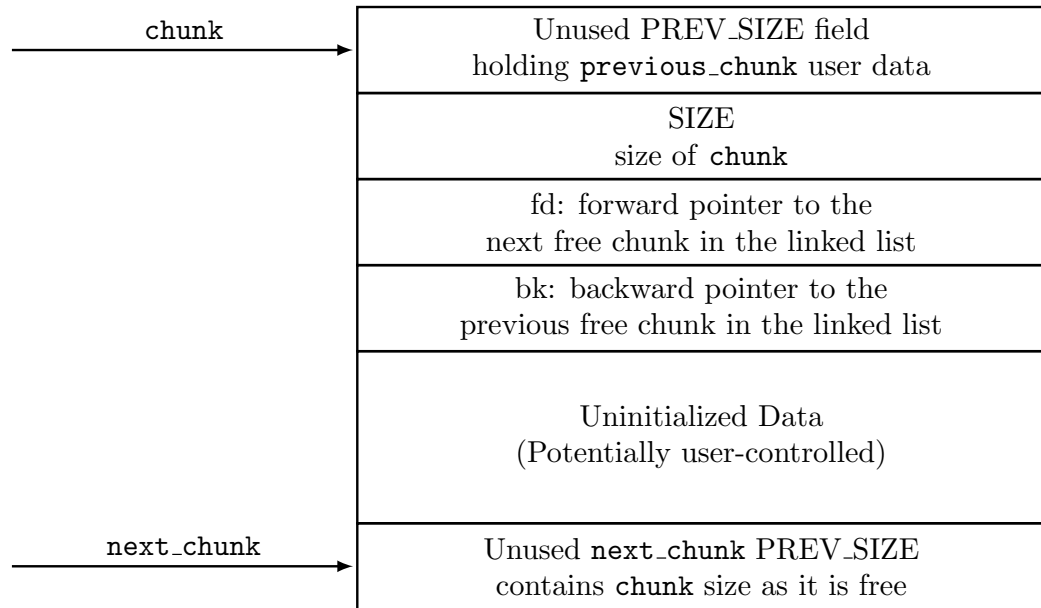 chunk
Unused PREV_SIZE field
holding previous_chunk user data
SIZE
size of chunk
fd: forward pointer to the
next free chunk in the linked list
bk: backward pointer to the
previous free chunk in the linked list
Uninitialized Data
(Potentially user-controlled)
next_chunk
Unused next_chunk PREV_SIZE
contains chunk size as it is free